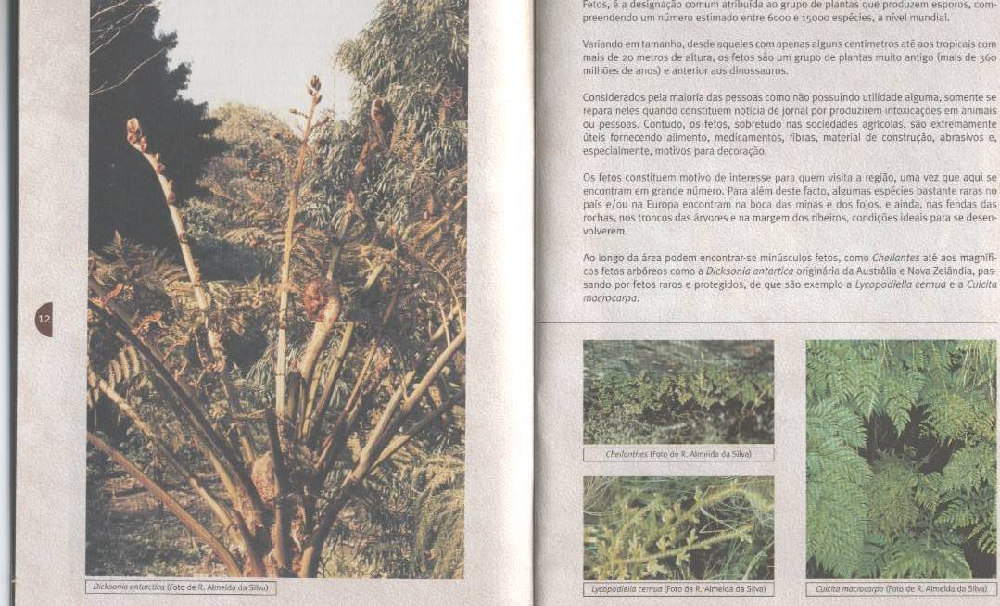 12
Dicksonia antarctica (Foto de R. Almeida da Silva)
Fetos, é a designação comum atribuída ao grupo de plantas que produzem esporos, com-
preendendo um número estimado entre 6000 e 15000 espécies, a nível mundial.
Variando em tamanho, desde aqueles com apenas alguns centímetros até aos tropicais com
mais de 20 metros de altura, os fetos são um grupo de plantas muito antigo (mais de 360
milhões de anos) e anterior aos dinossauros.
Considerados pela maioria das pessoas como não possuindo utilidade alguma, somente se
repara neles quando constituem notícia de jornal por produzirem intoxicações em animais
ou pessoas. Contudo, os fetos, sobretudo nas sociedades agrícolas, são extremamente
úteis fornecendo alimento, medicamentos, fibras, material de construção, abrasivos e,
especialmente, motivos para decoração.
Os fetos constituem motivo de interesse para quem visita a região, uma vez que aqui se
encontram em grande número. Para além deste facto, algumas espécies bastante raras no
país e/ou na Europa encontram na boca das minas e dos fojos, e ainda, nas fendas das
rochas, nos troncos das árvores e na margem dos ribeiros, condições ideais para se desen-
volverem.
Ao longo da área podem encontrar-se minúsculos fetos, como Cheilantes até aos magnífi-
cos fetos arbóreos como a Dicksonia antartica originária da Austrália e Nova Zelândia, pas-
sando por fetos raros e protegidos, de que são exemplo a Lycopodiella cernua e a Culcita
macrocarpa.
Cheilanthes (Foto de R. Almeida da Silva)
Lycopodiella cernua (Foto de R. Almeida da Silva)
Culcita macrocarpa (Foto de R. Almeida da Silva)